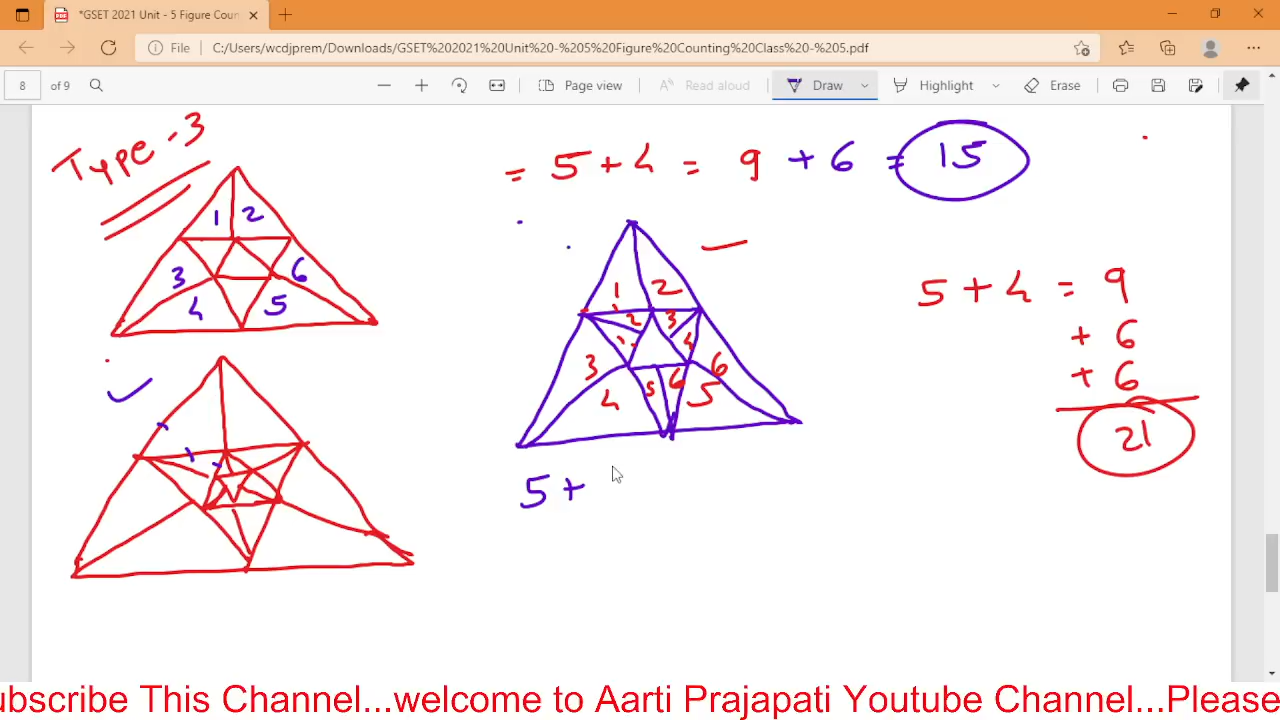 *GSET 2021 Unit - 5 Figure Coun
File C:/Users/wcdjprem/Downloads/GSET%202021%20Unit%20-%205%20Figure%20Counting%20Class%20-%205.pdf
8 of 9 Page view Read aloud Draw Highlight Erase
Type - 3
= 5 + 4 = 9 + 6 = 15
1 2
3 6
4 5
1 2
2 3
1 4
3 5 6 6
4 5
5 + 4 = 9
+ 6
+ 6
21
5 +
ubscribe This Channel...welcome to Aarti Prajapati Youtube Channel...Please